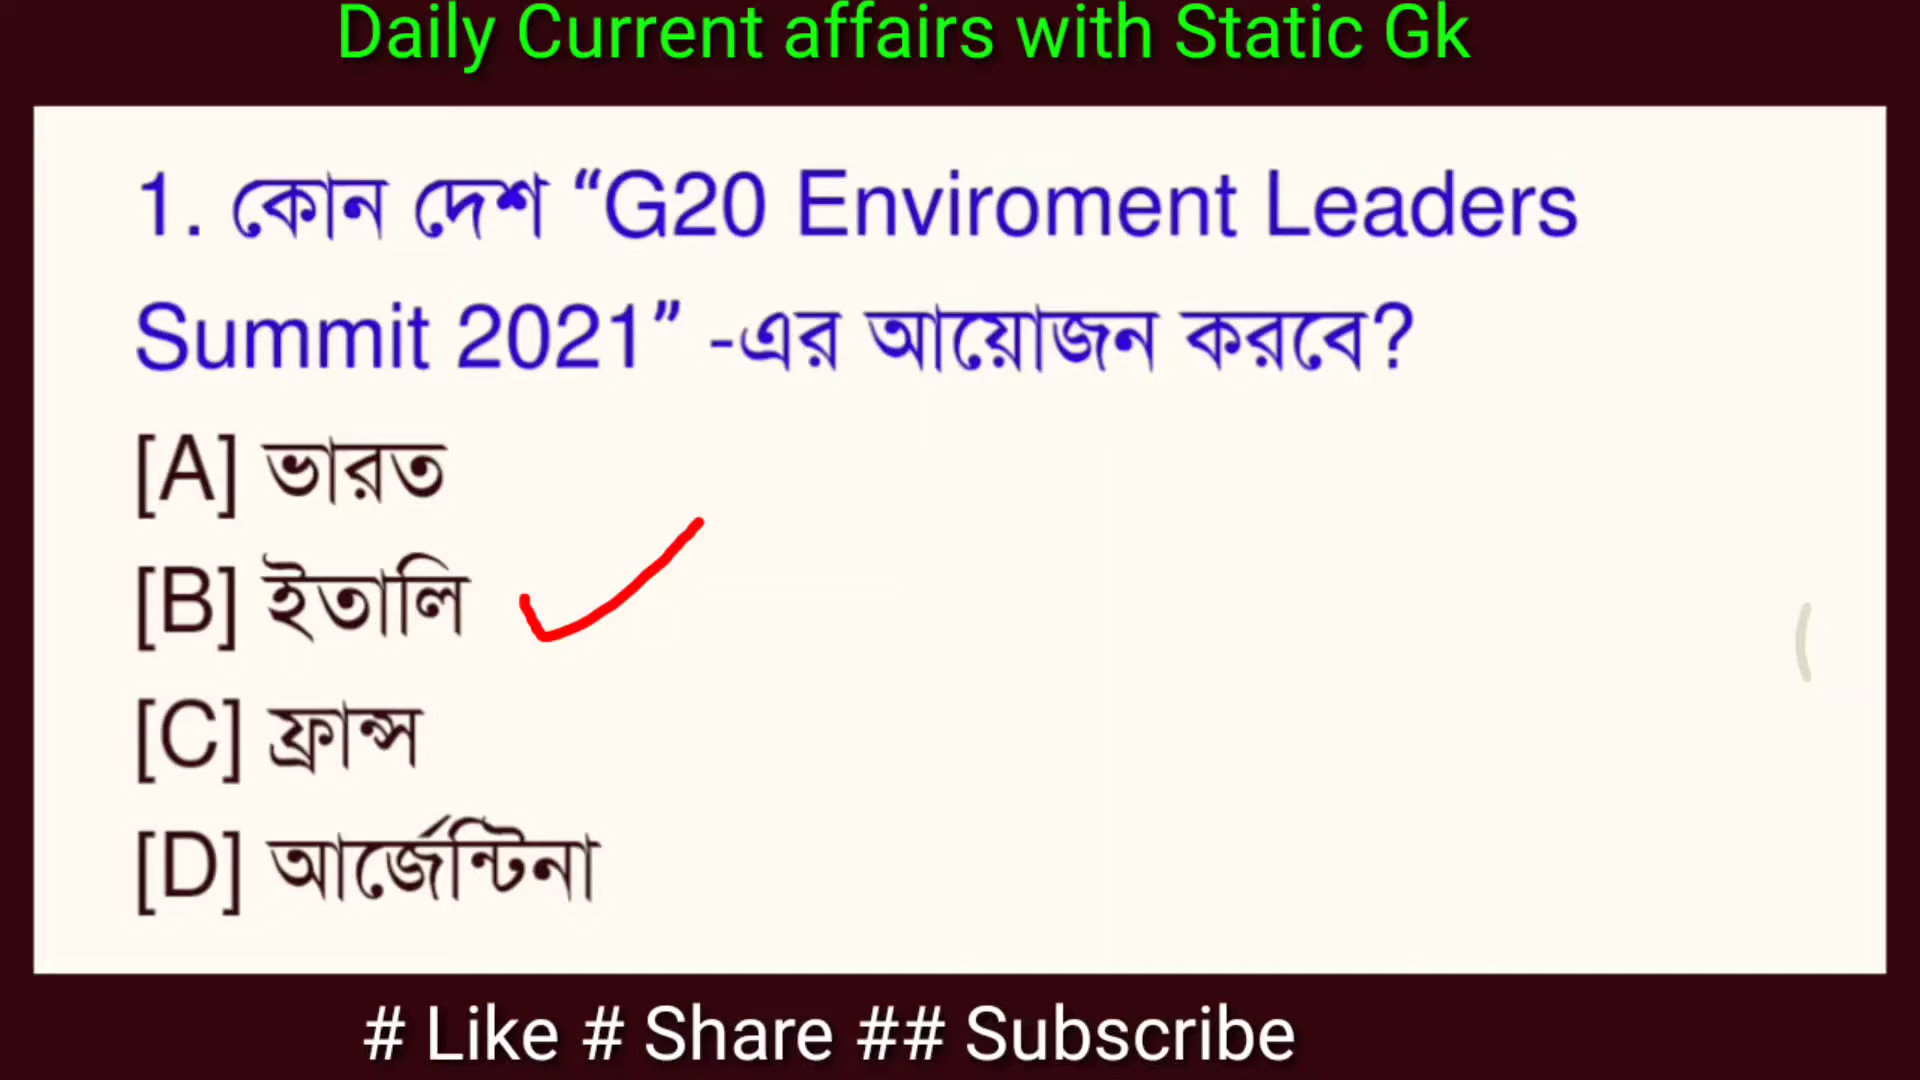 Daily Current affairs with Static Gk
1. কোন দেশ “G20 Enviroment Leaders
Summit 2021” -এর আয়োজন করবে?
[A] ভারত
[B] ইতালি
[C] ফ্রান্স
[D] আর্জেন্টিনা
# Like # Share ## Subscribe